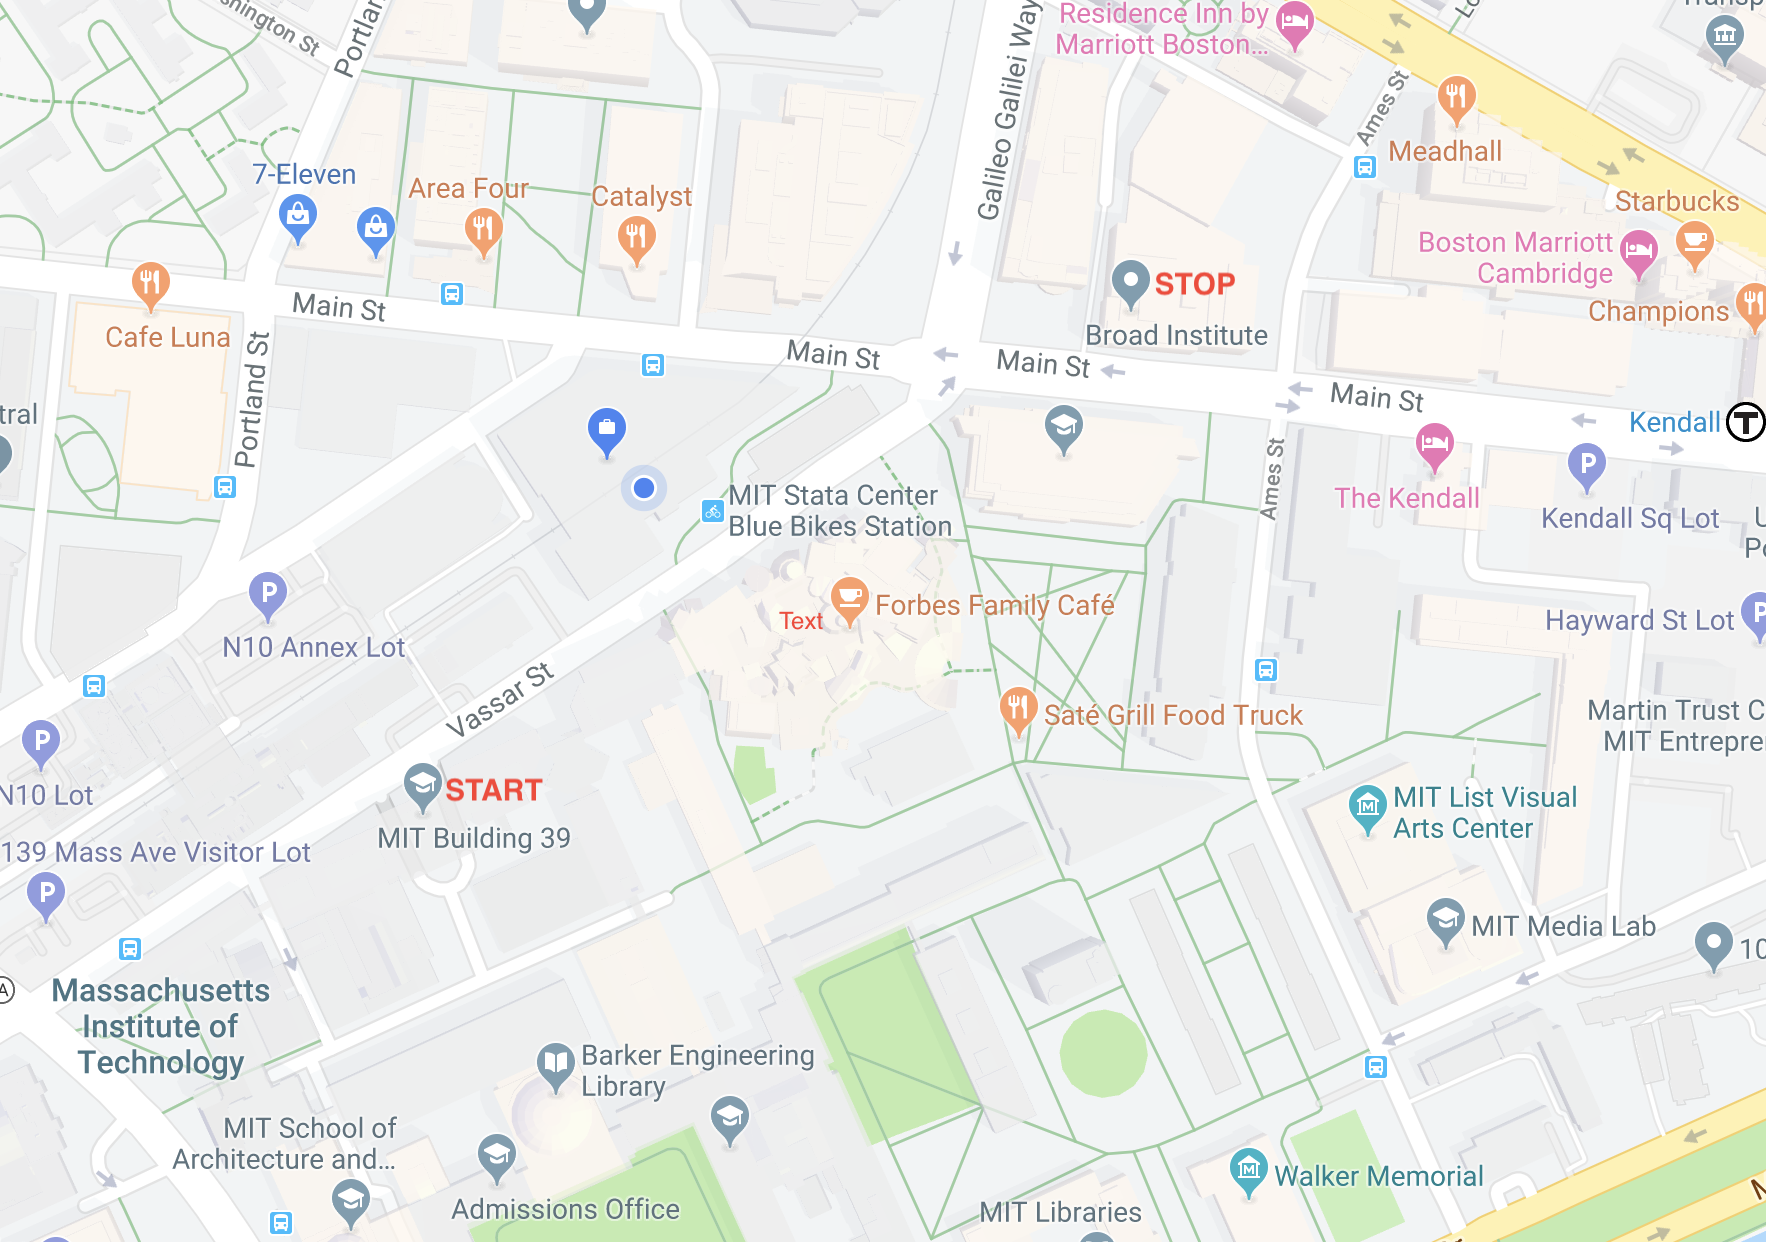 Residence Inn by
Marriott Boston...
Portlan
Galileo Galilei Way
Ames St
Meadhall
7-Eleven
Area Four
Catalyst
Starbucks
Boston Marriott
Cambridge
Champions
STOP
Broad Institute
Main St
Cafe Luna
Portland St
Main St
Main St
Main St
Kendall
T
tral
Ames St
The Kendall
P
Kendall Sq Lot
MIT Stata Center
Blue Bikes Station
P
N10 Annex Lot
Text
Forbes Family Café
Hayward St Lot
P
Vassar St
Saté Grill Food Truck
Martin Trust C
MIT Entrepre
P
N10 Lot
START
MIT Building 39
MIT List Visual
Arts Center
139 Mass Ave Visitor Lot
P
MIT Media Lab
10
A
Massachusetts
Institute of
Technology
Barker Engineering
Library
MIT School of
Architecture and...
Admissions Office
Walker Memorial
MIT Libraries